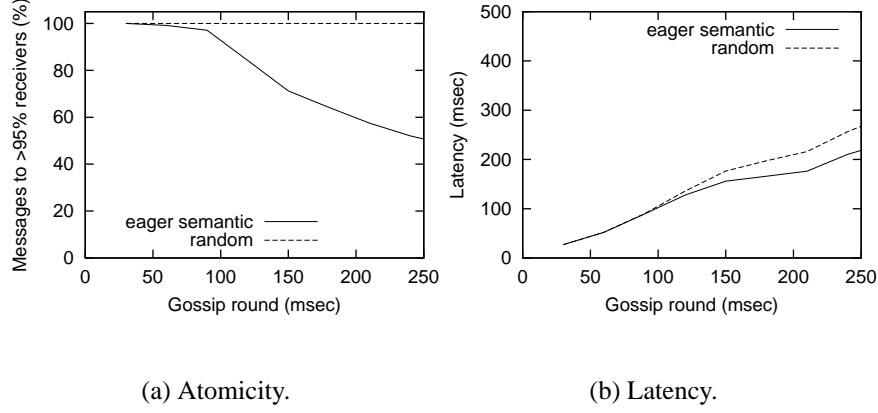 Messages to >95% receivers (%)
100
80
60
40
20
0
eager semantic
random
0
50
100
150
200
250
Gossip round (msec)
(a) Atomicity.
Latency (msec)
500
400
300
200
100
0
eager semantic
random
0
50
100
150
200
250
Gossip round (msec)
(b) Latency.